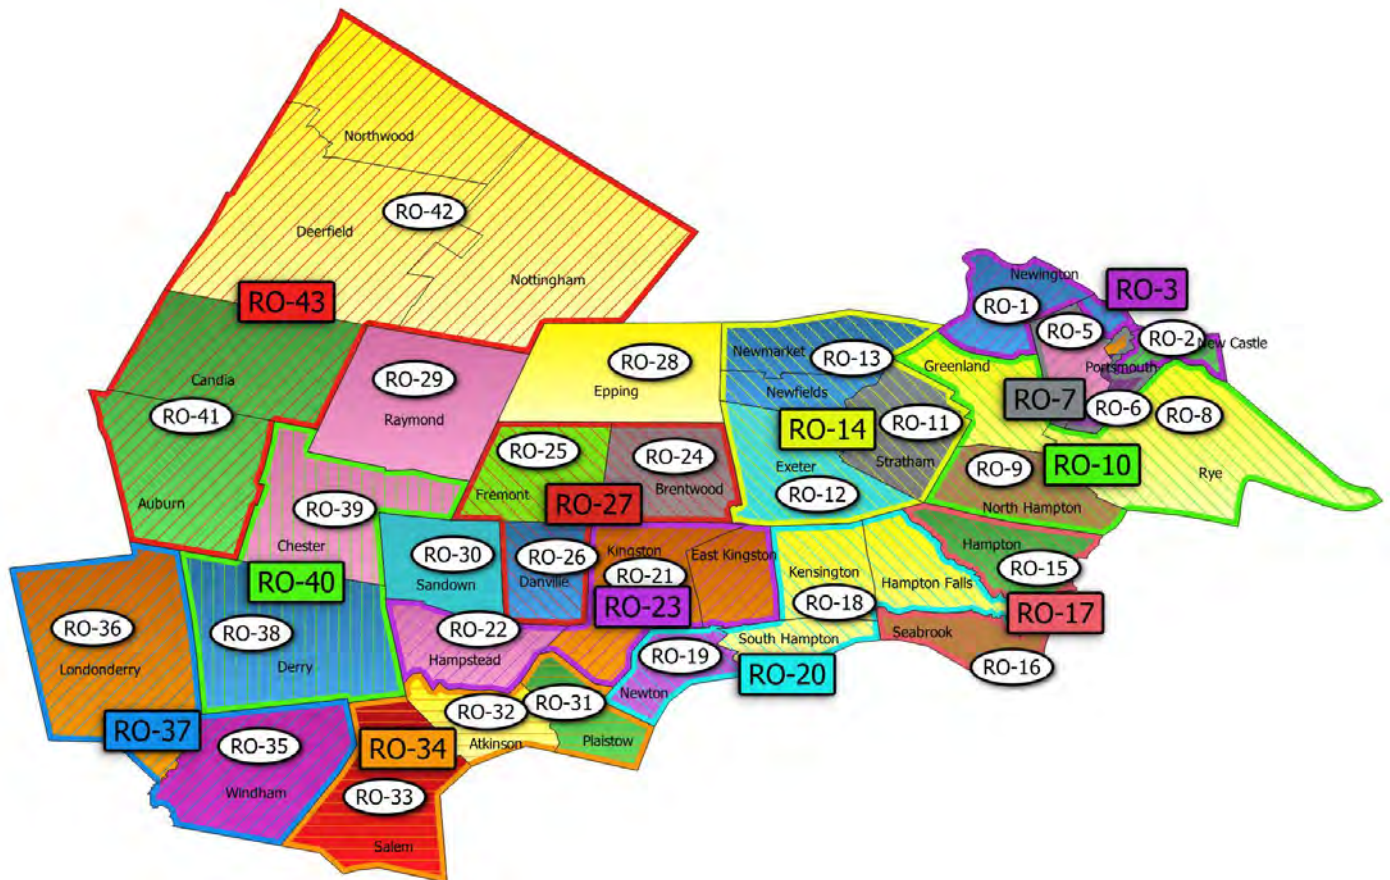 Northwood
RO-42
Deerfield
Newington
Nottingham
RO-3
RO-43
RO-1
RO-5
RO-2
New Castle
Newmarket
RO-13
RO-28
Greenland
Portsmouth
Candia
RO-29
Epping
Newfields
RO-7
RO-6
RO-8
RO-41
Raymond
RO-14
RO-11
RO-25
RO-24
Exeter
Stratham
RO-9
RO-10
Rye
Fremont
RO-27
Brentwood
RO-12
Auburn
RO-39
North Hampton
Chester
RO-30
RO-26
Kingston
East Kingston
Hampton
RO-40
Sandown
Danville
RO-21
Kensington
Hampton Falls
RO-15
RO-23
RO-18
RO-17
RO-36
RO-38
RO-22
South Hampton
Seabrook
Londonderry
Derry
Hampstead
RO-19
RO-20
RO-16
Newton
RO-37
RO-32
RO-31
RO-35
RO-34
Atkinson
Plaistow
Windham
RO-33
Salem